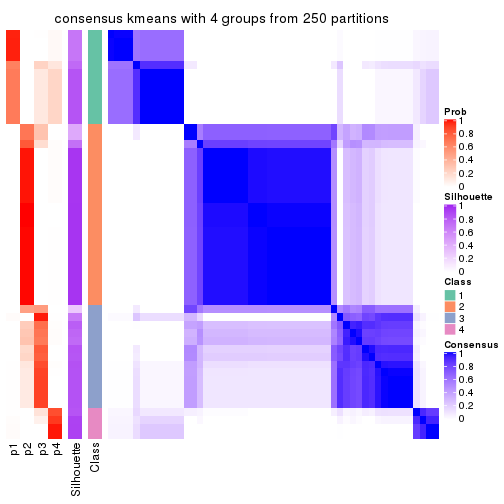 consensus kmeans with 4 groups from 250 partitions
Prob
1
0.8
0.6
0.4
0.2
0
Silhouette
1
0.8
0.6
0.4
0.2
0
Class
1
2
3
4
Consensus
1
0.8
0.6
0.4
0.2
0
p1
p2
p3
p4
Silhouette
Class